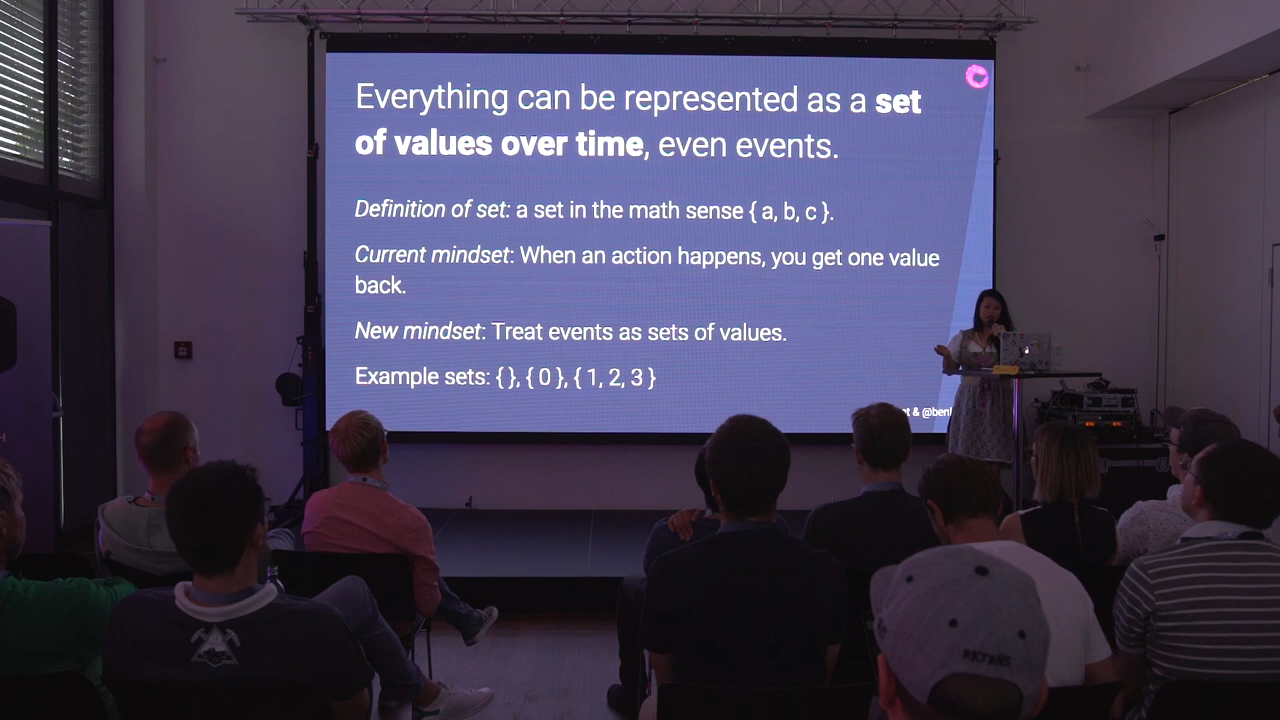 Everything can be represented as a set
of values over time, even events.
Definition of set: a set in the math sense { a, b, c }.
Current mindset: When an action happens, you get one value
back.
New mindset: Treat events as sets of values.
Example sets: { }, { 0 }, { 1, 2, 3 }
& @benl